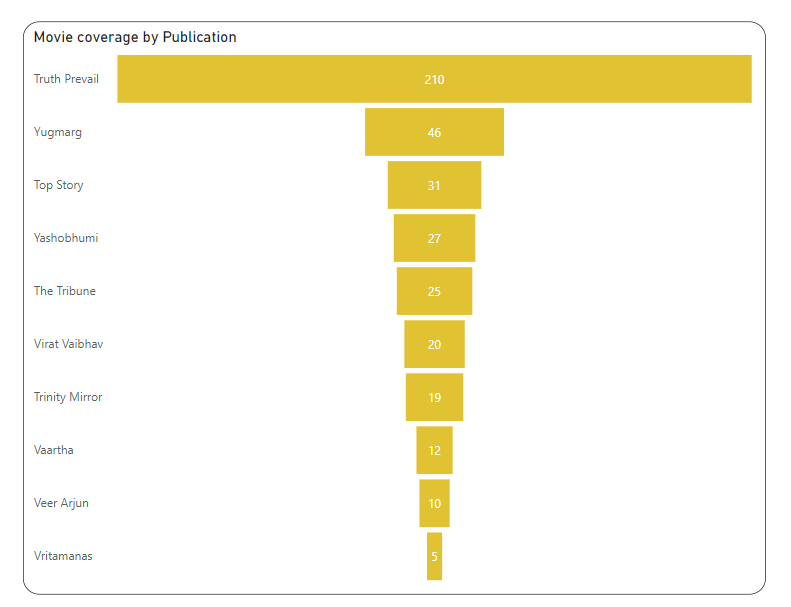 Movie coverage by Publication
Truth Prevail 210
Yugmarg 46
Top Story 31
Yashobhumi 27
The Tribune 25
Virat Vaibhav 20
Trinity Mirror 19
Vaartha 12
Veer Arjun 10
Vritamanas 5